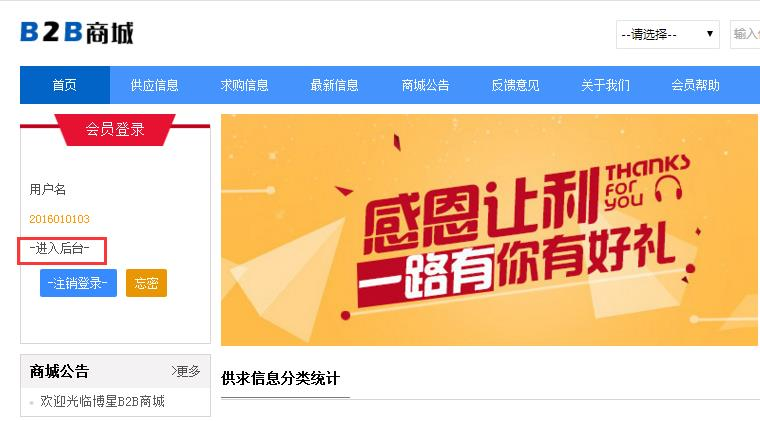 B2B商城
--请选择--
输入
首页 供应信息 求购信息 最新信息 商城公告 反馈意见 关于我们 会员帮助
会员登录
用户名
2016010103
-进入后台-
-注销登录- 忘密
感恩让利
THANKS
FOR
YOU
一路有你有好礼
商城公告 >更多
欢迎光临博星B2B商城
供求信息分类统计